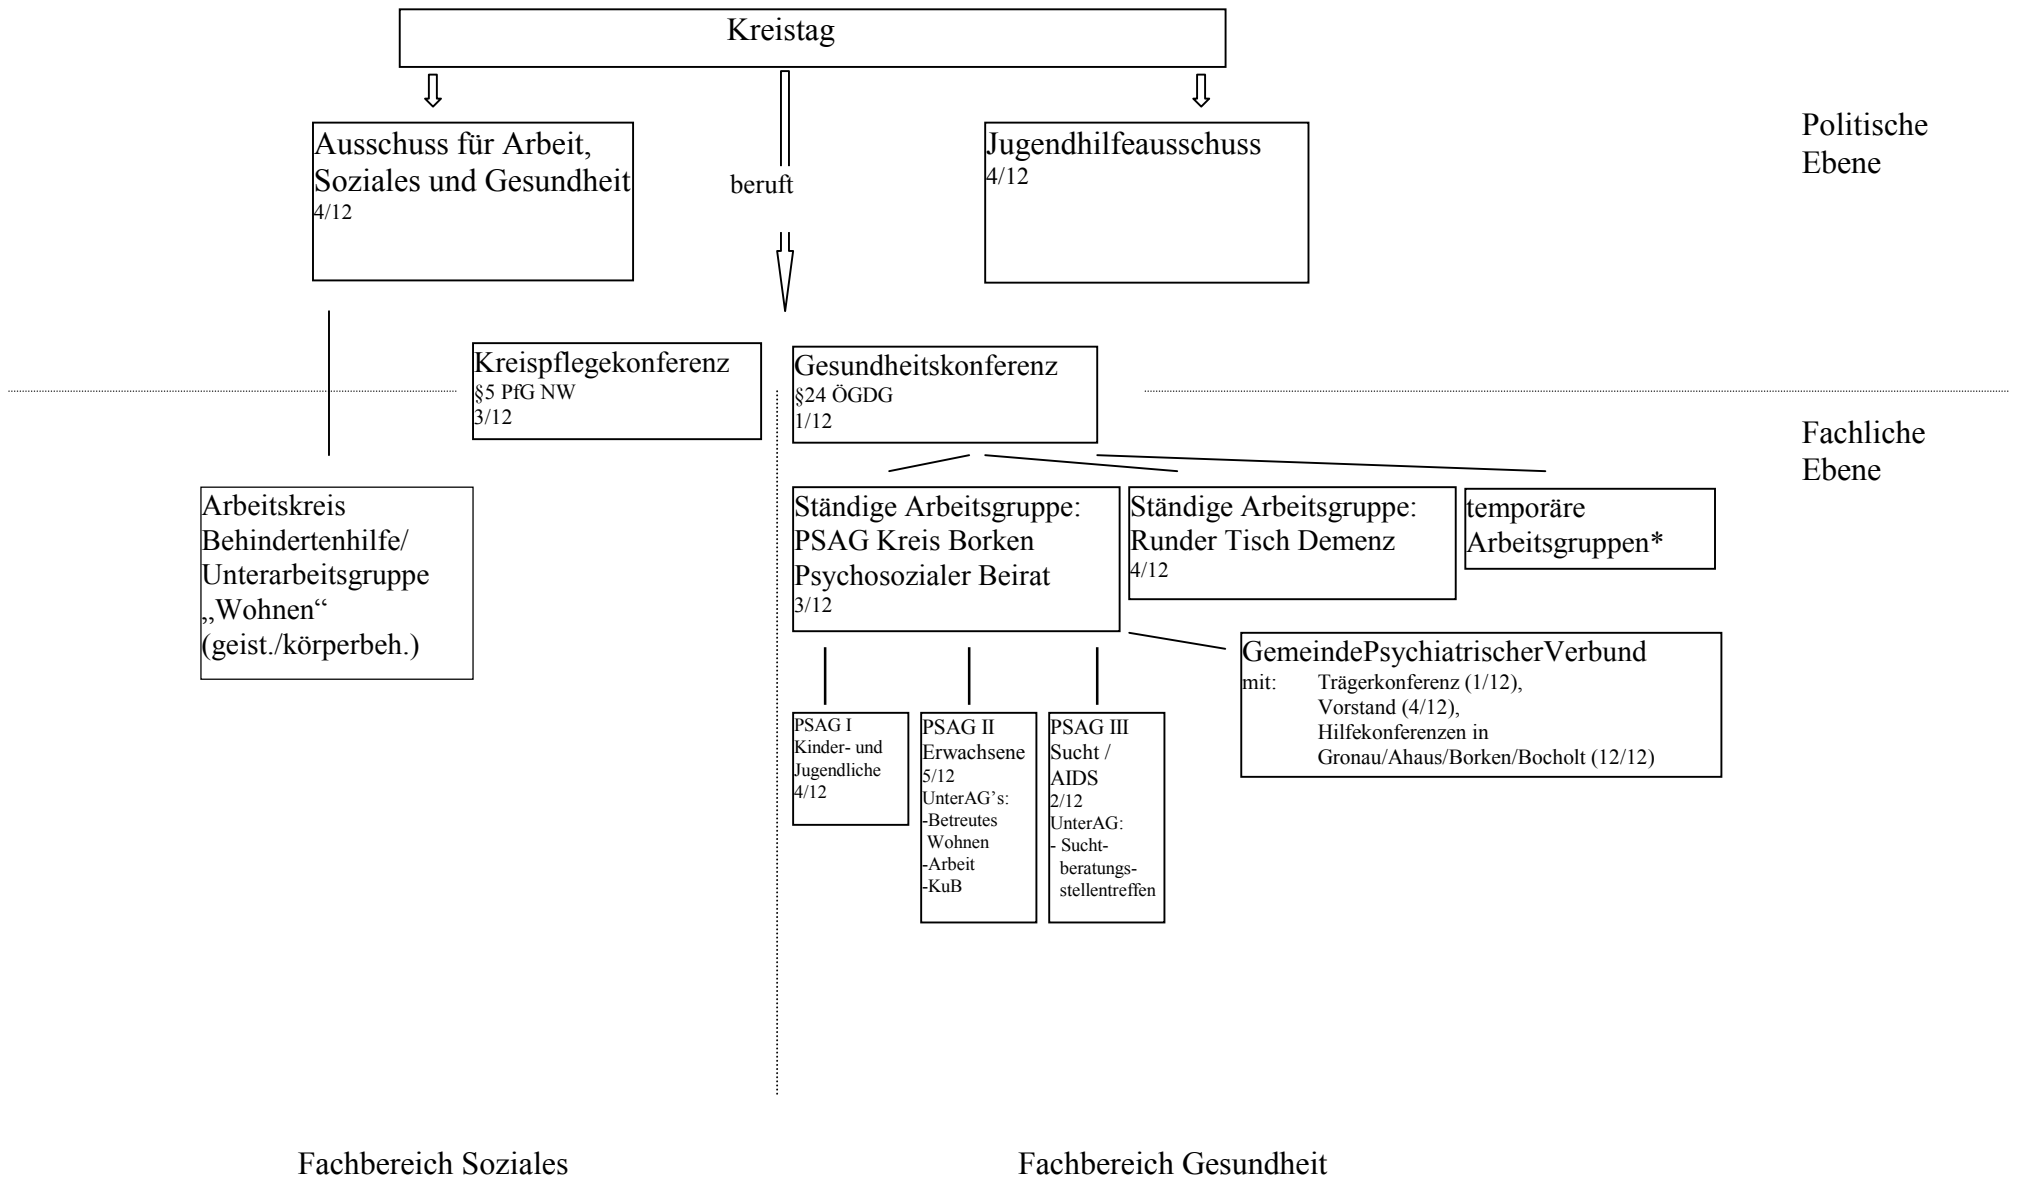 Kreistag
Ausschuss für Arbeit,
Soziales und Gesundheit
4/12
beruft
Jugendhilfeausschuss
4/12
Politische
Ebene
Kreispflegekonferenz
§5 PfG NW
3/12
Gesundheitskonferenz
§24 ÖGDG
1/12
Fachliche
Ebene
Arbeitskreis
Behindertenhilfe/
Unterarbeitsgruppe
„Wohnen“
(geist./körperbeh.)
Ständige Arbeitsgruppe:
PSAG Kreis Borken
Psychosozialer Beirat
3/12
Ständige Arbeitsgruppe:
Runder Tisch Demenz
4/12
temporäre
Arbeitsgruppen*
GemeindePsychiatrischerVerbund
mit: Trägerkonferenz (1/12),
Vorstand (4/12),
Hilfekonferenzen in
Gronau/Ahaus/Borken/Bocholt (12/12)
PSAG I
Kinder- und
Jugendliche
4/12
PSAG II
Erwachsene
5/12
UnterAG’s:
-Betreutes
Wohnen
-Arbeit
-KuB
PSAG III
Sucht /
AIDS
2/12
UnterAG:
- Sucht-
beratungs-
stellentreffen
Fachbereich Soziales
Fachbereich Gesundheit